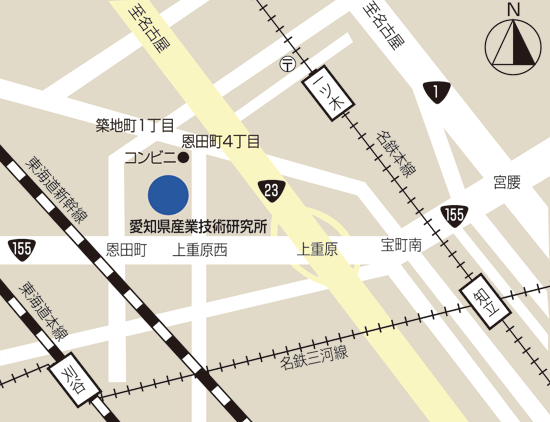 至名古屋
至名古屋
N
〒
一ツ木
1
築地町1丁目
恩田町4丁目
コンビニ
名鉄本線
東海道新幹線
23
宮腰
愛知県産業技術研究所
155
155
恩田町
上重原西
上重原
宝町南
東海道本線
知立
名鉄三河線
刈谷